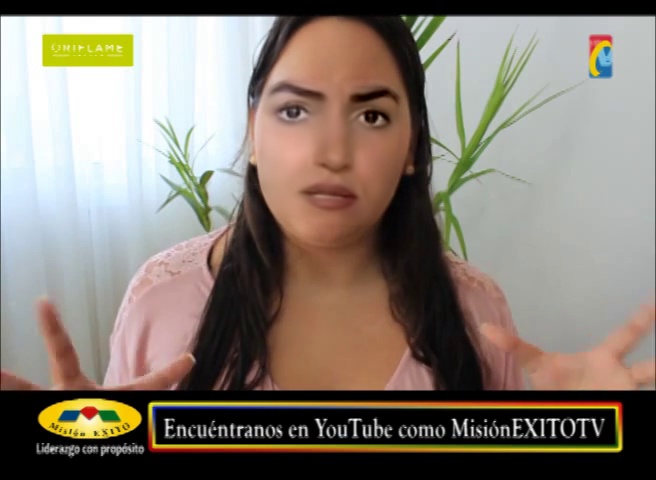 ORIFLAME
Misión EXITO
Liderazgo con propósito
Encuéntranos en YouTube como MisiónEXITOTV